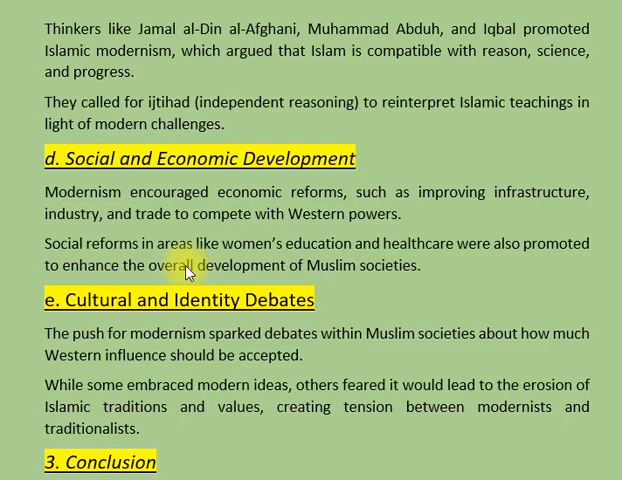 Thinkers like Jamal al-Din al-Afghani, Muhammad Abduh, and Iqbal promoted
Islamic modernism, which argued that Islam is compatible with reason, science,
and progress.
They called for ijtihad (independent reasoning) to reinterpret Islamic teachings in
light of modern challenges.
d. Social and Economic Development
Modernism encouraged economic reforms, such as improving infrastructure,
industry, and trade to compete with Western powers.
Social reforms in areas like women’s education and healthcare were also promoted
to enhance the overall development of Muslim societies.
e. Cultural and Identity Debates
The push for modernism sparked debates within Muslim societies about how much
Western influence should be accepted.
While some embraced modern ideas, others feared it would lead to the erosion of
Islamic traditions and values, creating tension between modernists and
traditionalists.
3. Conclusion